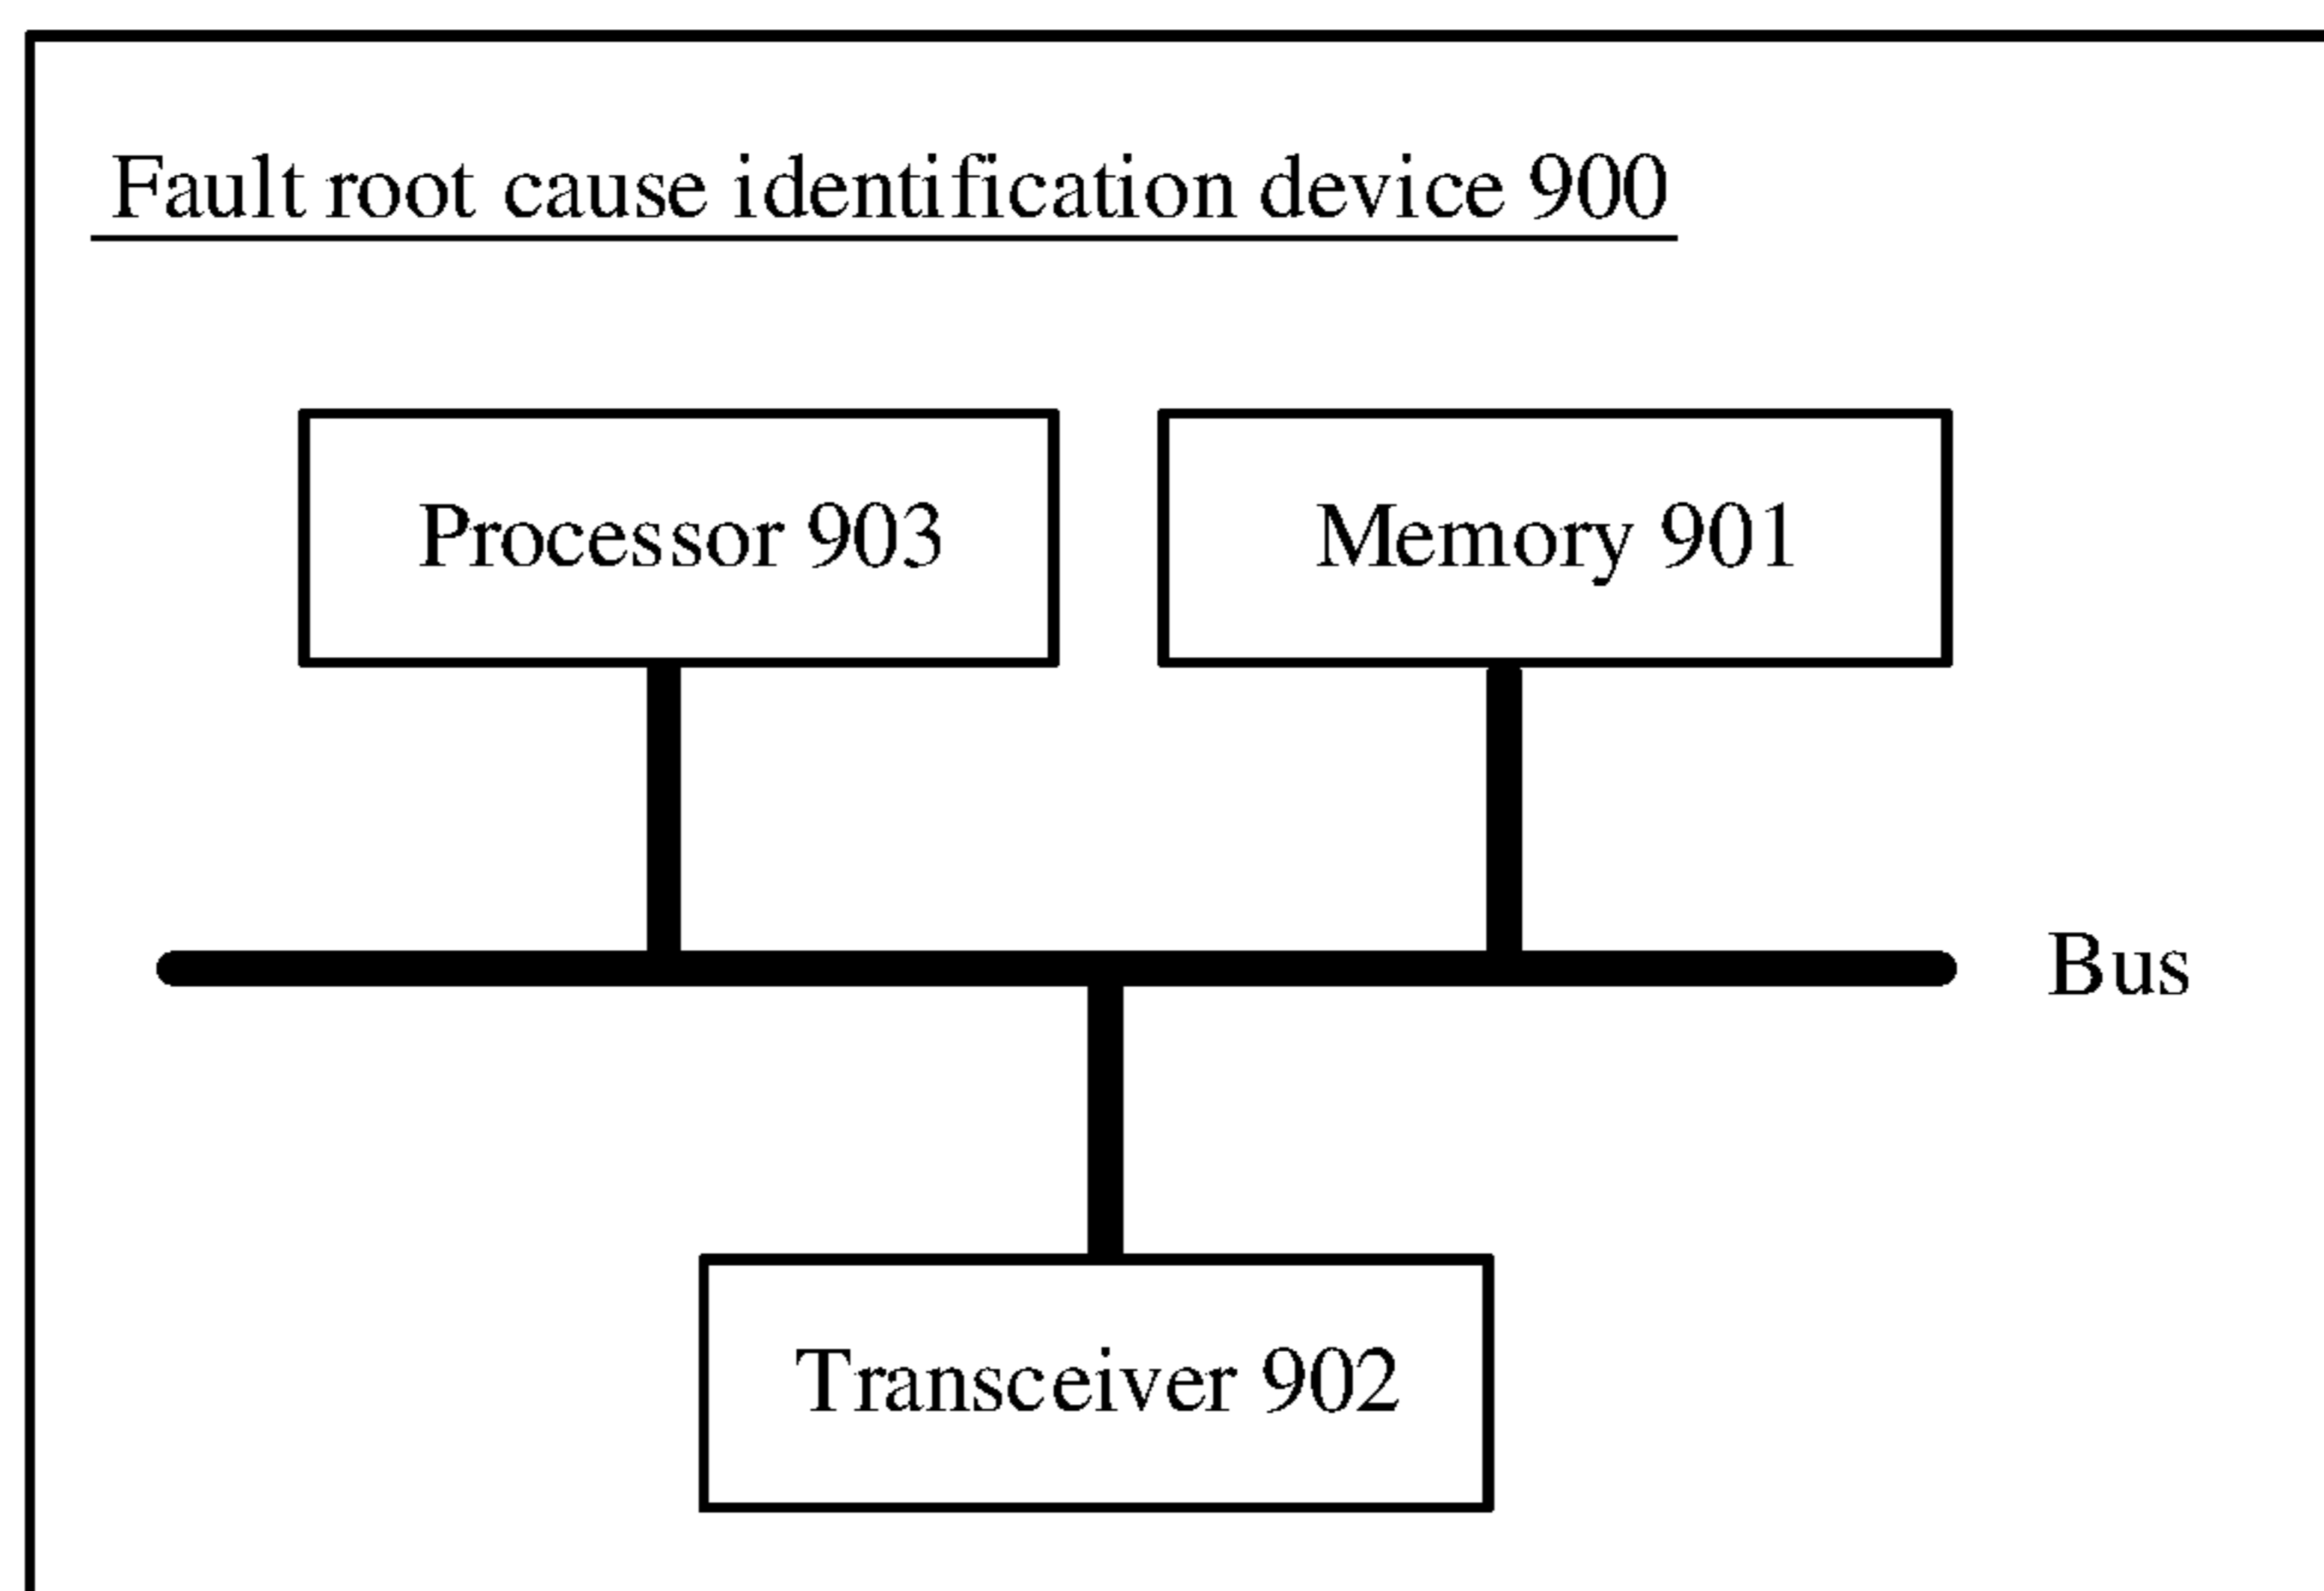 Fault root cause identification device 900
Processor 903
Memory 901
Bus
Transceiver 902